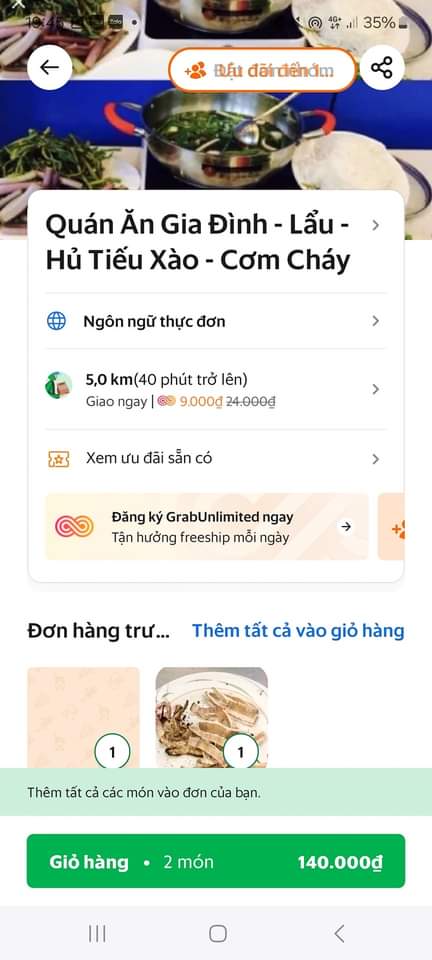 4G+
35%
Quán Ăn Gia Đình - Lẩu -
Hủ Tiếu Xào - Cơm Cháy
Ngôn ngữ thực đơn
5,0 km(40 phút trở lên)
Giao ngay | 9.000₫ 24.000₫
Xem ưu đãi sẵn có
Đăng ký GrabUnlimited ngay
Tận hưởng freeship mỗi ngày
Đơn hàng trư... Thêm tất cả vào giỏ hàng
1 1
Thêm tất cả các món vào đơn của bạn.
Giỏ hàng • 2 món 140.000₫